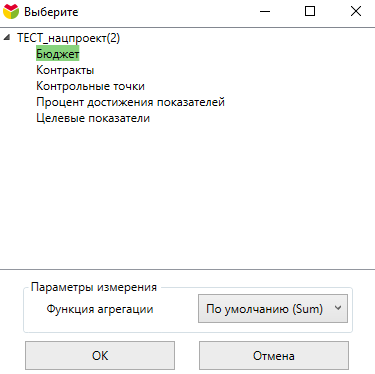 Выберите
ТЕСТ_нацпроект(2)
Бюджет
Контракты
Контрольные точки
Процент достижения показателей
Целевые показатели
Параметры измерения
Функция агрегации
По умолчанию (Sum)
ОК
Отмена